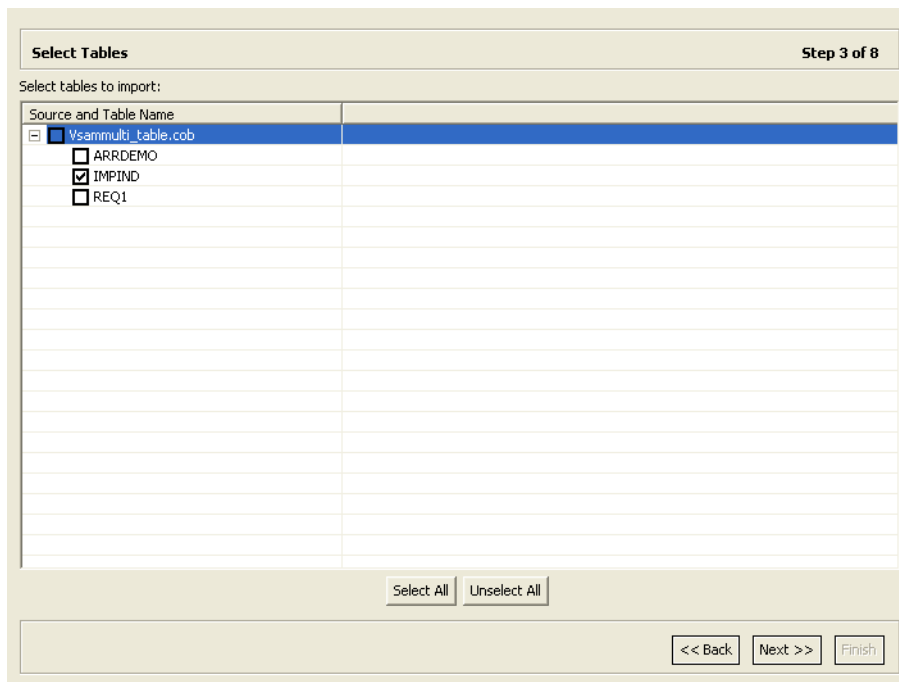 Select Tables Step 3 of 8
Select tables to import:
Source and Table Name
Vsammulti_table.cob
ARRDEMO
IMPIND
REQ1
Select All Unselect All
<< Back Next >> Finish